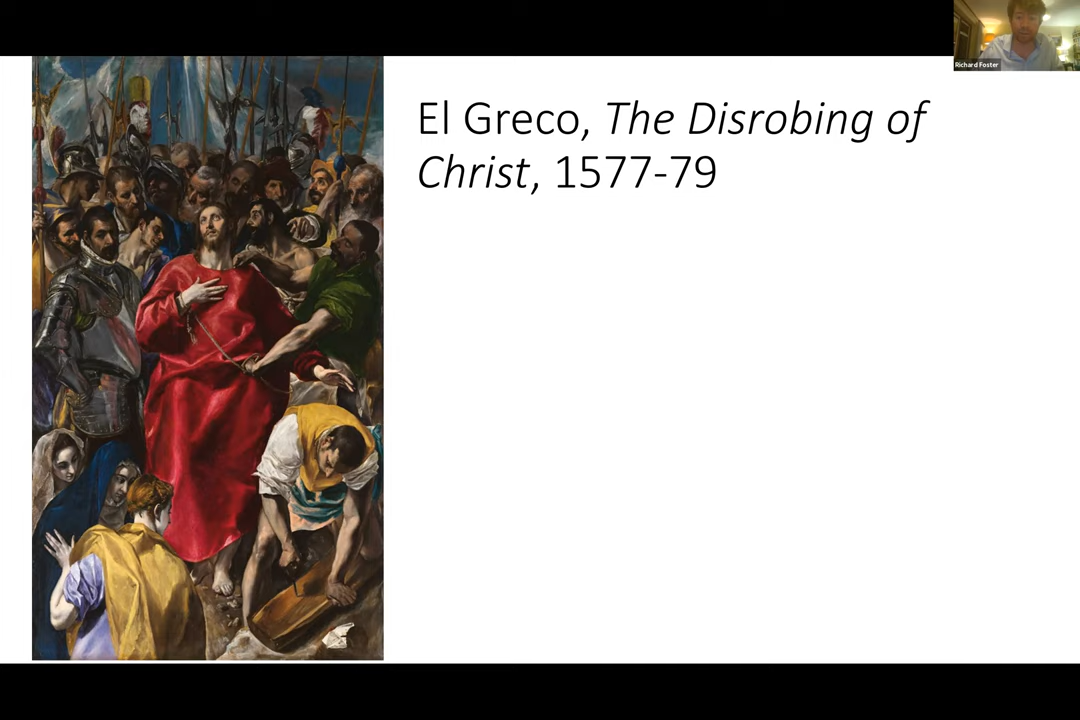 Richard Foster
El Greco, The Disrobing of
Christ, 1577-79